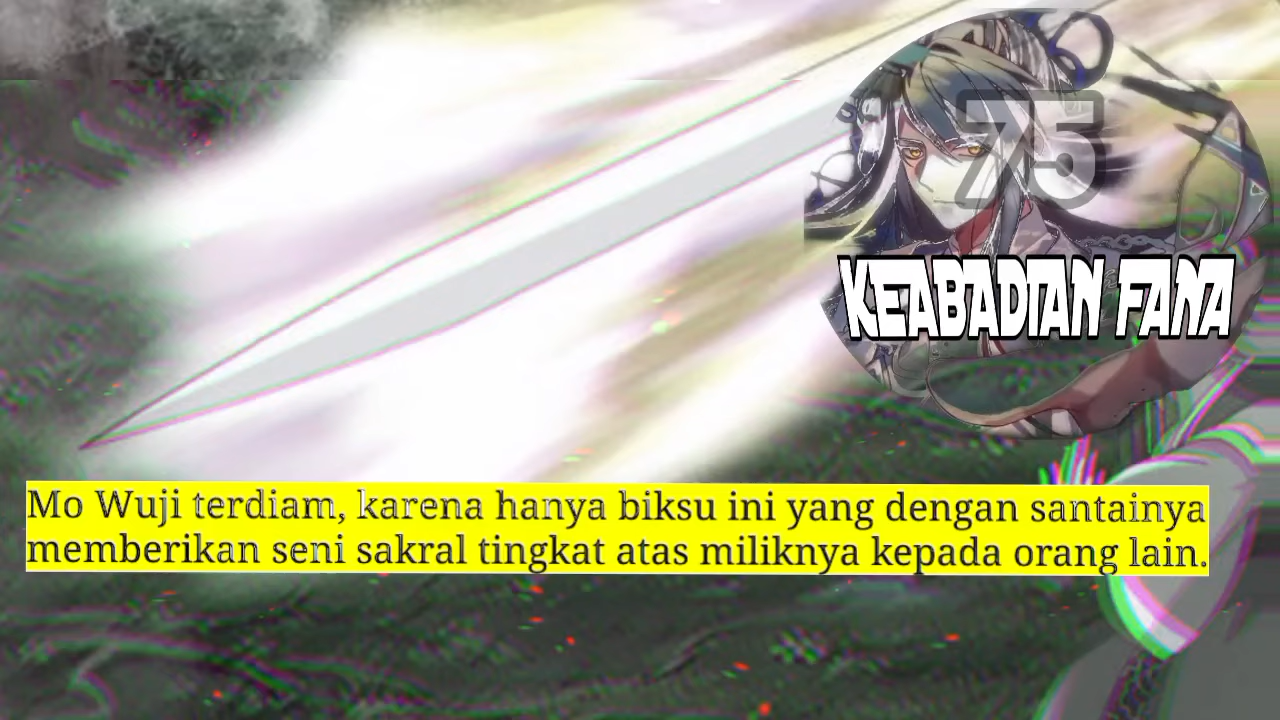 75
KEABADIAN FANA
Mo Wuji terdiam, karena hanya biksu ini yang dengan santainya
memberikan seni sakral tingkat atas miliknya kepada orang lain.